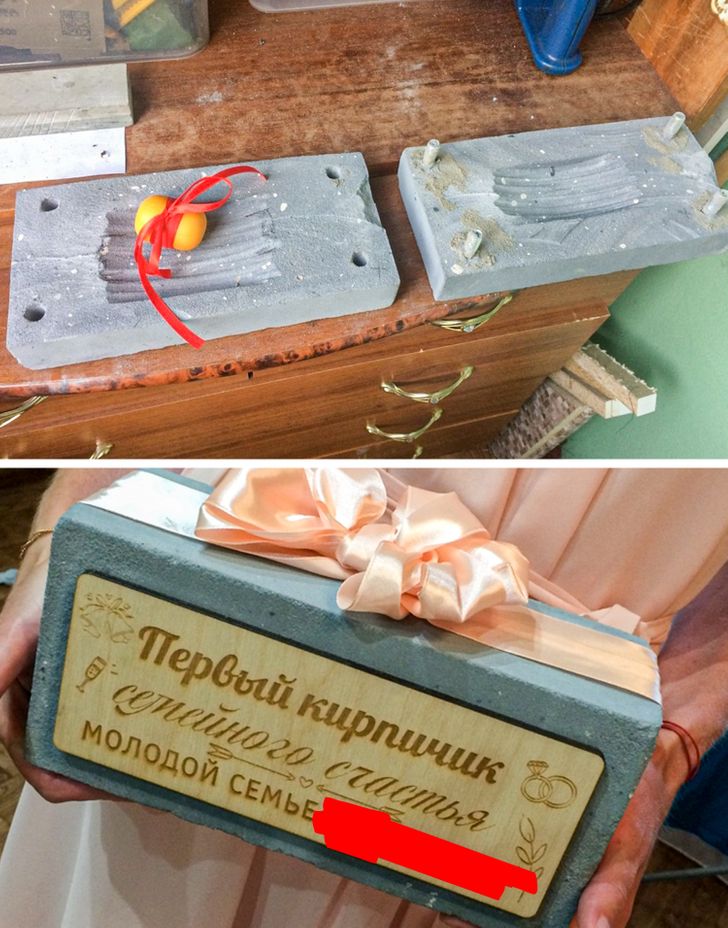 Первый кирпичик
семейного счастья
МОЛОДОЙ СЕМЬЕ